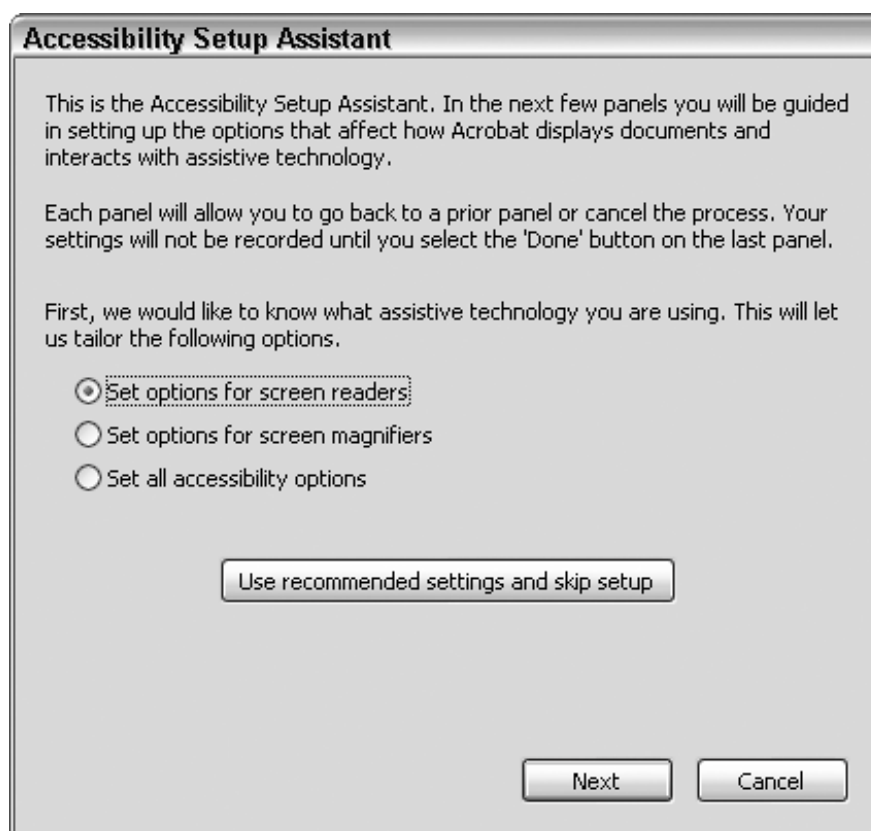 Accessibility Setup Assistant
This is the Accessibility Setup Assistant. In the next few panels you will be guided
in setting up the options that affect how Acrobat displays documents and
interacts with assistive technology.
Each panel will allow you to go back to a prior panel or cancel the process. Your
settings will not be recorded until you select the 'Done' button on the last panel.
First, we would like to know what assistive technology you are using. This will let
us tailor the following options.
Set options for screen readers
Set options for screen magnifiers
Set all accessibility options
Use recommended settings and skip setup
Next Cancel